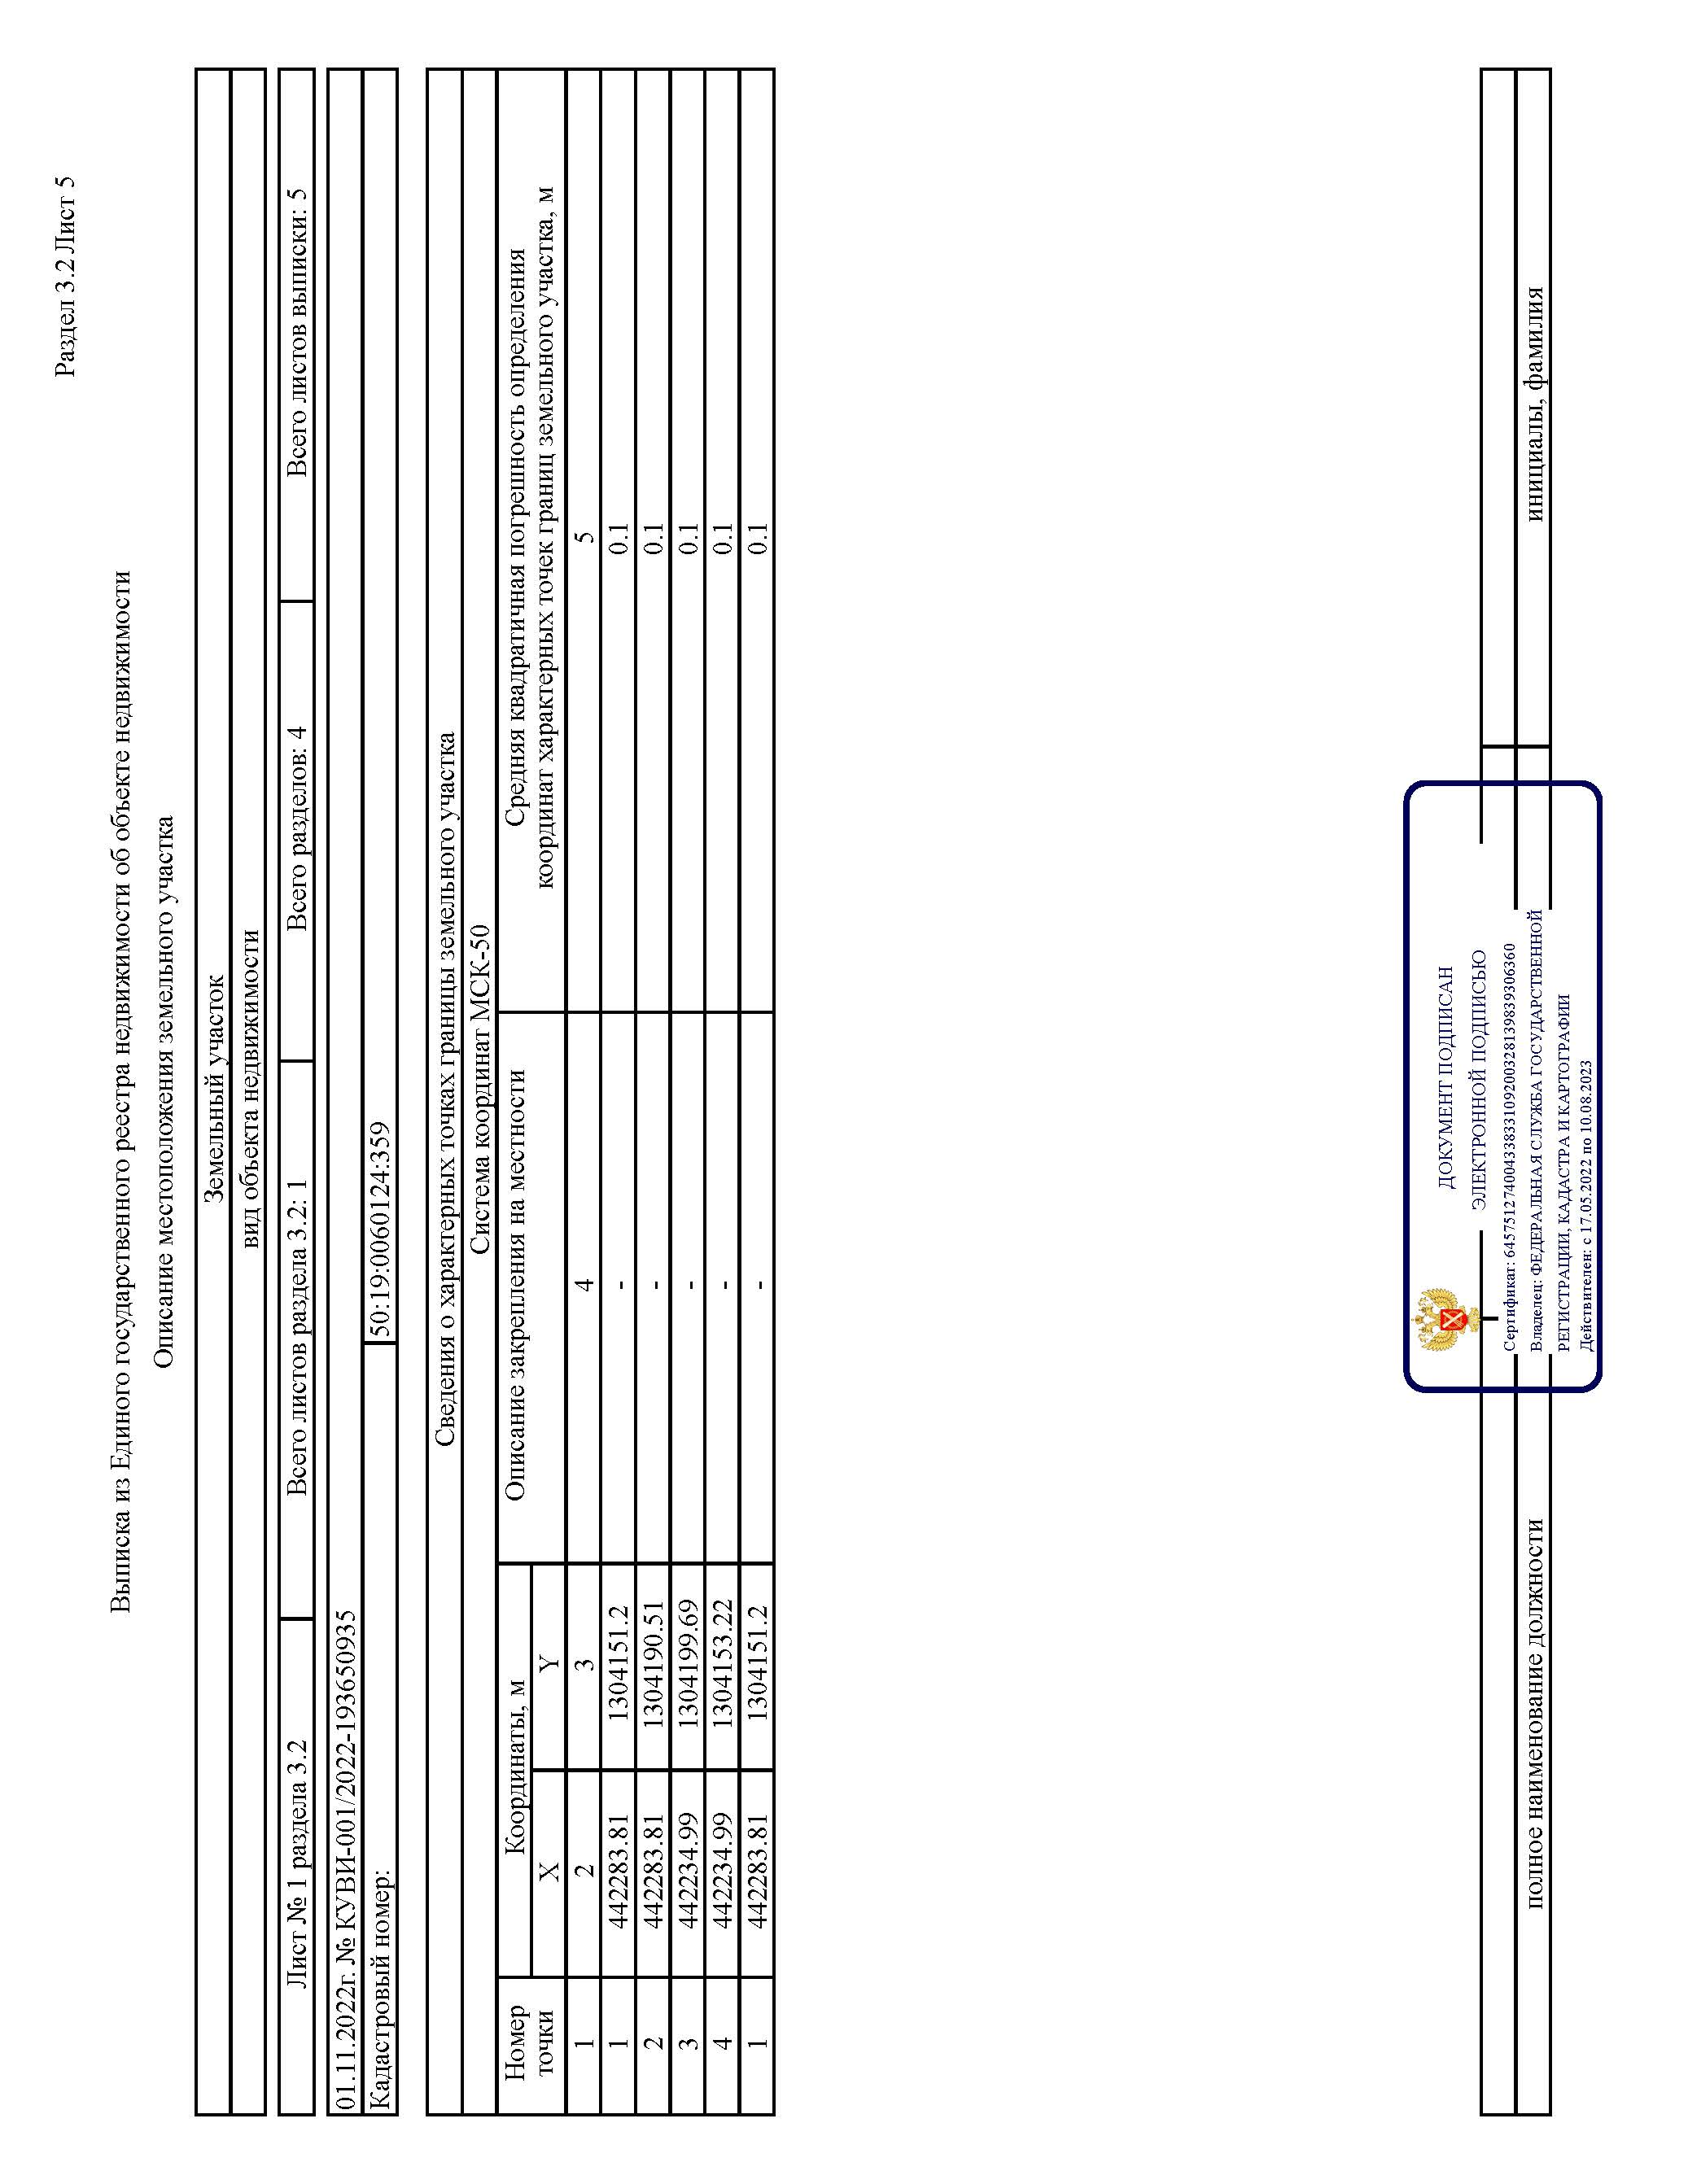 Раздел 3.2 Лист 5
Выписка из Единого государственного реестра недвижимости об объекте недвижимости
Описание местоположения земельного участка
Земельный участок
вид объекта недвижимости
Лист № 1 раздела 3.2 Всего листов раздела 3.2: 1 Всего разделов: 4 Всего листов выписки: 5
01.11.2022г. № КУВИ-001/2022-193650935
Кадастровый номер: 50:19:0060124:359
Сведения о характерных точках границы земельного участка
Система координат МСК-50
Номер точки Координаты, м Описание закрепления на местности Средняя квадратичная погрешность определения
координат характерных точек границ земельного участка, м
X Y
1 2 3 4 5
1 442283.81 1304151.2 - 0.1
2 442283.81 1304190.51 - 0.1
3 442234.99 1304199.69 - 0.1
4 442234.99 1304153.22 - 0.1
1 442283.81 1304151.2 - 0.1
ДОКУМЕНТ ПОДПИСАН
ЭЛЕКТРОННОЙ ПОДПИСЬЮ
Сертификат: 64575127400433833109200328139839306360
Владелец: ФЕДЕРАЛЬНАЯ СЛУЖБА ГОСУДАРСТВЕННОЙ
РЕГИСТРАЦИИ, КАДАСТРА И КАРТОГРАФИИ
Действителен: с 17.05.2022 по 10.08.2023
полное наименование должности инициалы, фамилия